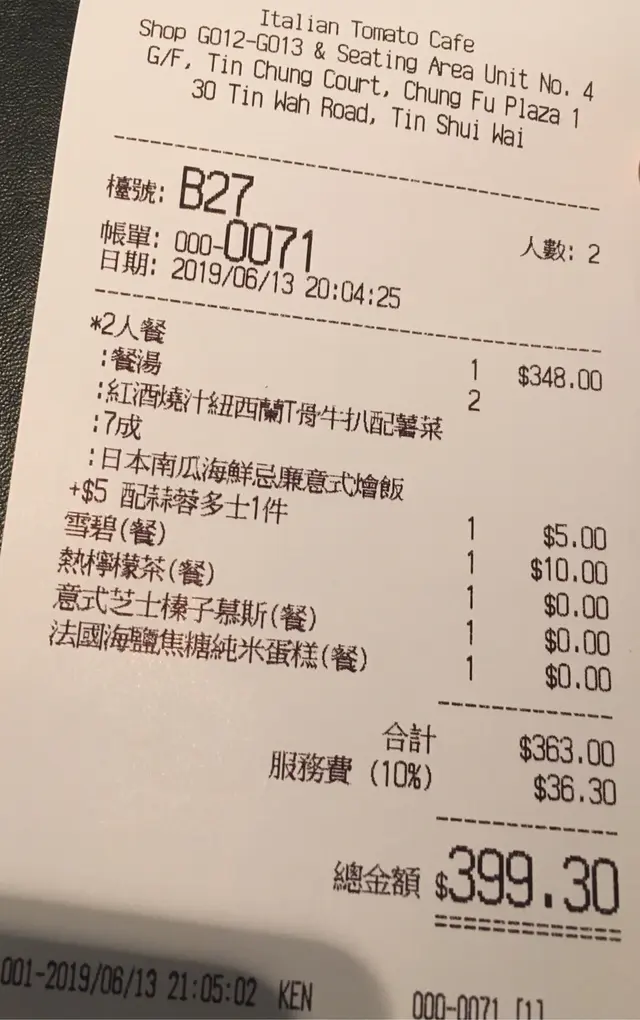 Italian Tomato Cafe
Shop G012-G013 & Seating Area Unit No. 4
G/F, Tin Chung Court, Chung Fu Plaza 1
30 Tin Wah Road, Tin Shui Wai
檯號: B27
帳單: 000-0071 人數: 2
日期: 2019/06/13 20:04:25
*2人餐 1 $348.00
:餐湯 2
:紅酒燒汁紐西蘭T骨牛扒配薯菜
:7成
:日本南瓜海鮮忌廉意式燴飯
+$5 配蒜蓉多士1件 1 $5.00
雪碧(餐) 1 $10.00
熱檸檬茶(餐) 1 $0.00
意式芝士榛子慕斯(餐) 1 $0.00
法國海鹽焦糖純米蛋糕(餐) 1 $0.00
合計 $363.00
服務費 (10%) $36.30
總金額 $399.30
001-2019/06/13 21:05:02 KEN 000-0071 [1]